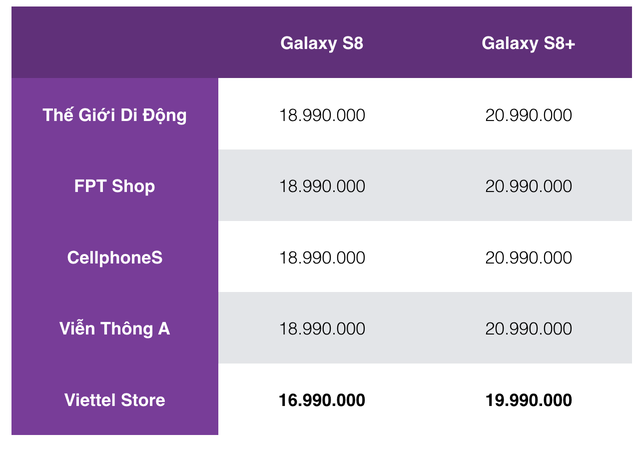 Galaxy S8 Galaxy S8+
Thế Giới Di Động 18.990.000 20.990.000
FPT Shop 18.990.000 20.990.000
CellphoneS 18.990.000 20.990.000
Viễn Thông A 18.990.000 20.990.000
Viettel Store 16.990.000 19.990.000